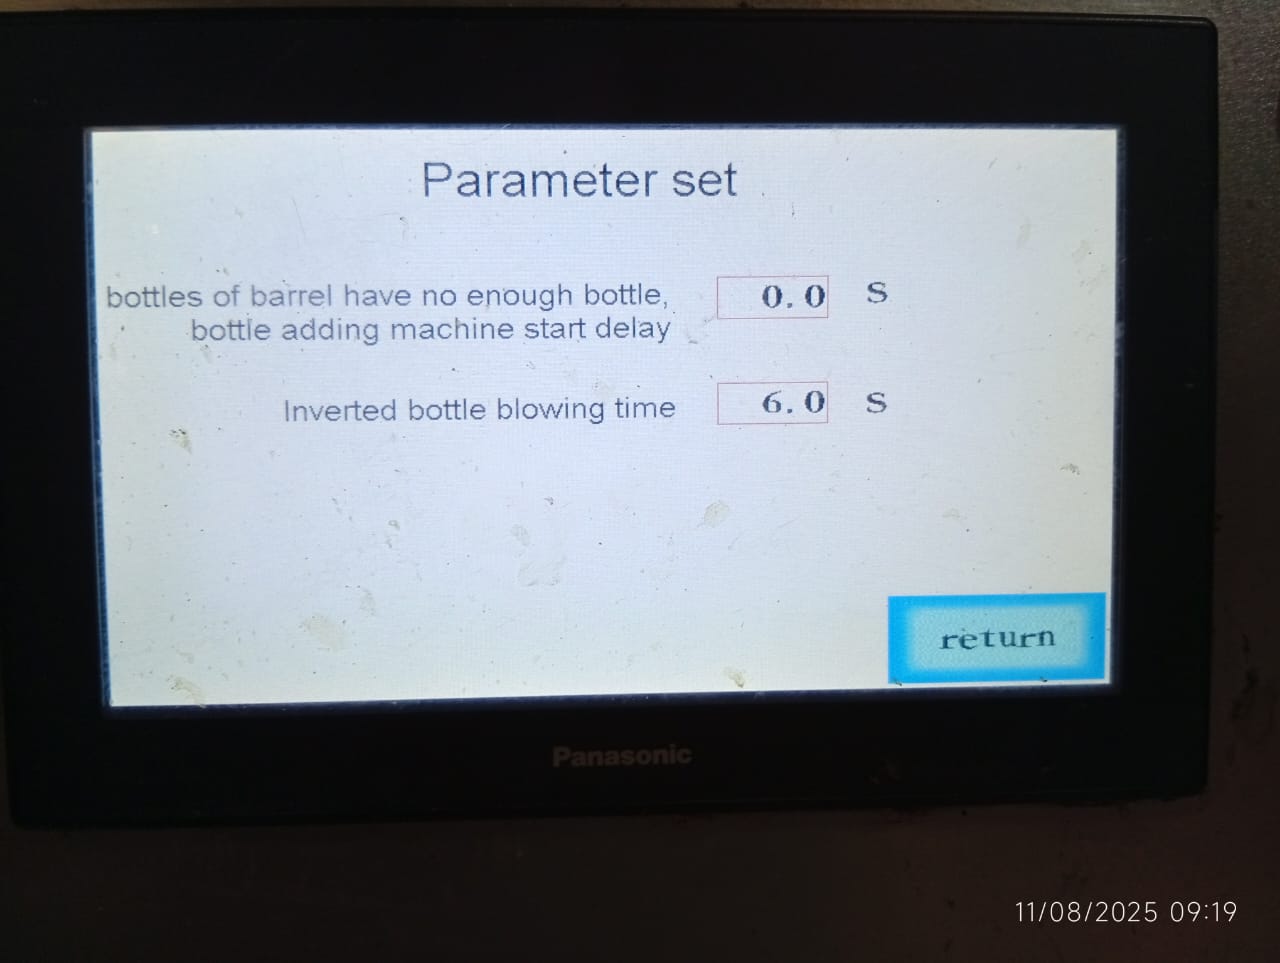 Parameter set
bottles of barrel have no enough bottle, 0.0 S
bottle adding machine start delay
Inverted bottle blowing time 6.0 S
return
Panasonic
11/08/2025 09:19